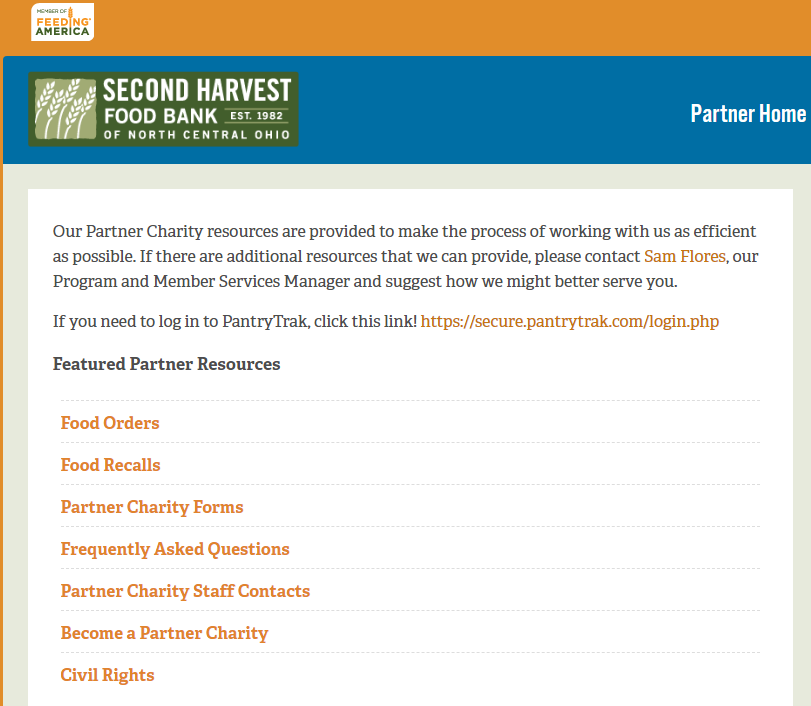 MEMBER OF
FEEDING
AMERICA
SECOND HARVEST
FOOD BANK EST. 1982
OF NORTH CENTRAL OHIO
Partner Home
Our Partner Charity resources are provided to make the process of working with us as efficient
as possible. If there are additional resources that we can provide, please contact Sam Flores, our
Program and Member Services Manager and suggest how we might better serve you.
If you need to log in to PantryTrak, click this link! https://secure.pantrytrak.com/login.php
Featured Partner Resources
Food Orders
Food Recalls
Partner Charity Forms
Frequently Asked Questions
Partner Charity Staff Contacts
Become a Partner Charity
Civil Rights